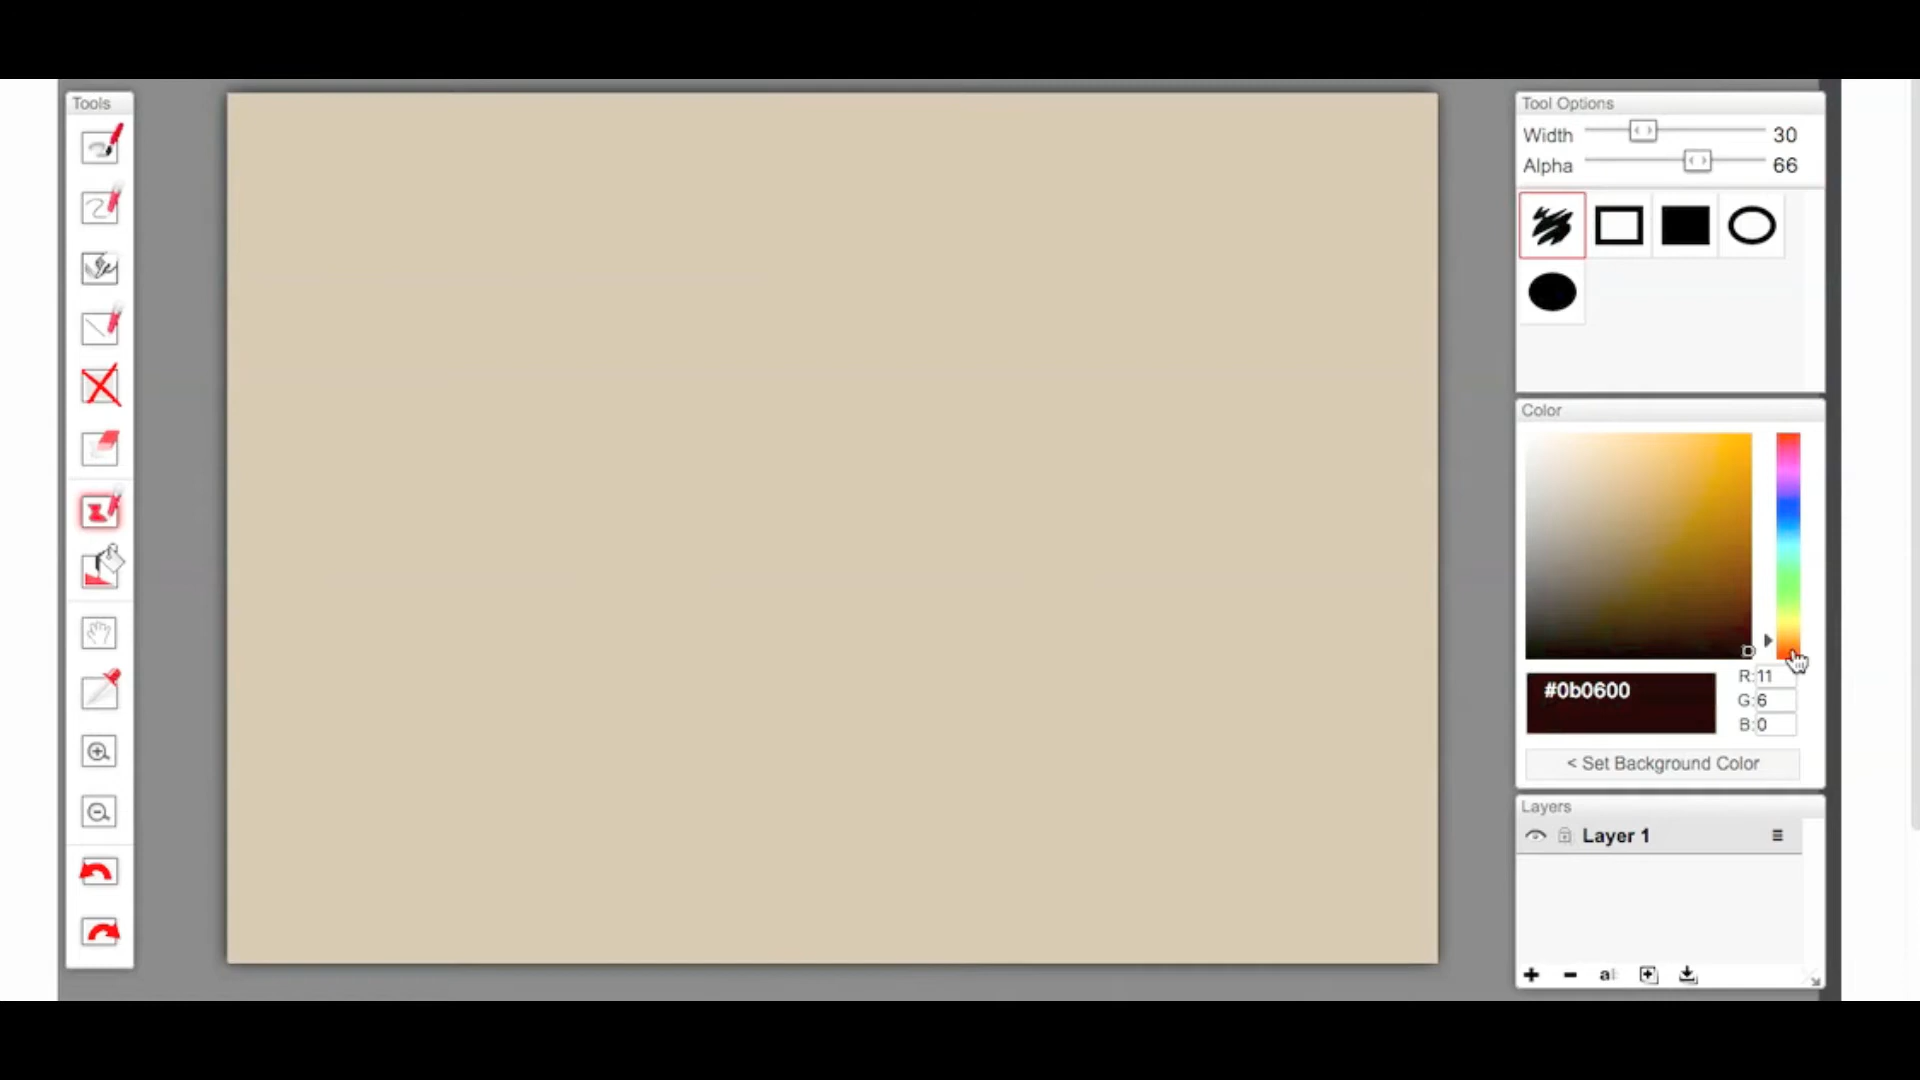 Tools
Tool Options
Width 30
Alpha 66
Color
#0b0600
R: 11
G: 6
B: 0
< Set Background Color
Layers
Layer 1